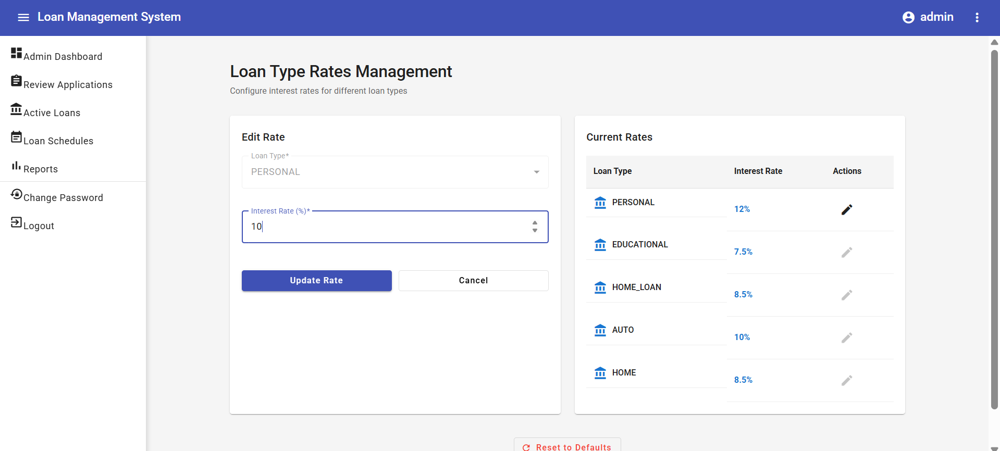 Loan Management System
admin
Admin Dashboard
Review Applications
Active Loans
Loan Schedules
Reports
Change Password
Logout
Loan Type Rates Management
Configure interest rates for different loan types
Edit Rate
Loan Type*
PERSONAL
Interest Rate (%)*
10
Update Rate Cancel
Current Rates
Loan Type Interest Rate Actions
PERSONAL 12%
EDUCATIONAL 7.5%
HOME_LOAN 8.5%
AUTO 10%
HOME 8.5%
Reset to Defaults